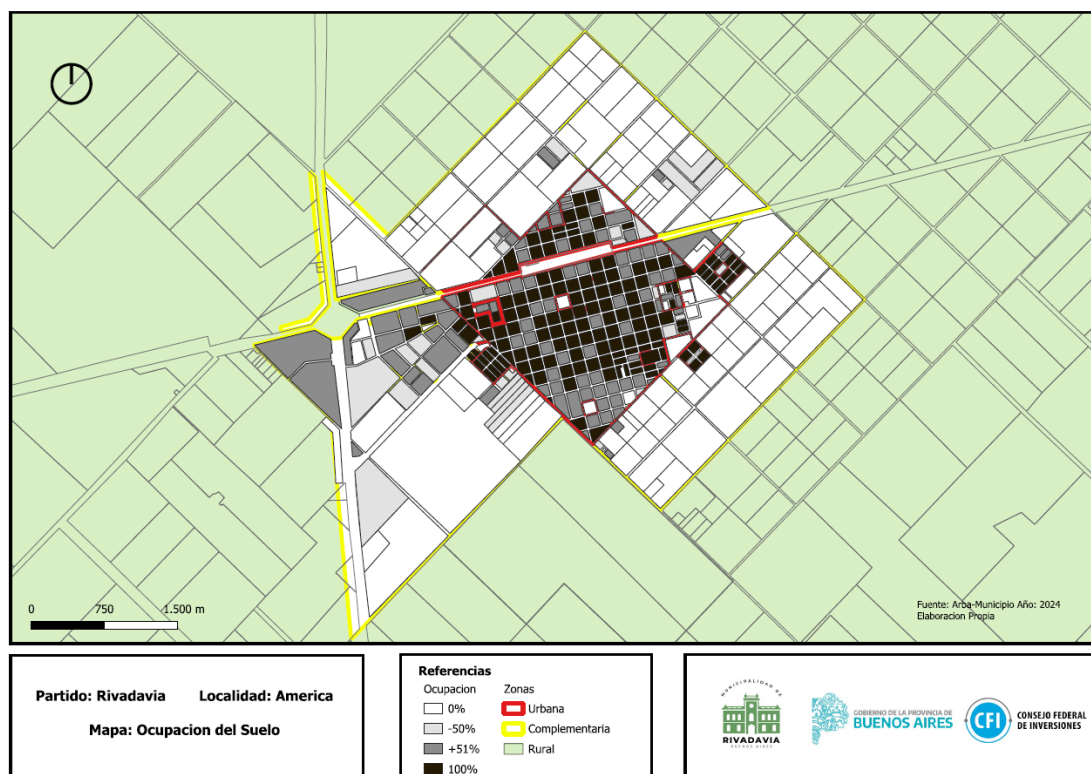 0 750 1.500 m
Fuente: Arba-Municipio Año: 2024
Elaboracion Propia
Partido: Rivadavia Localidad: America
Mapa: Ocupacion del Suelo
Referencias
Ocupacion Zonas
0% Urbana
-50% Complementaria
+51% Rural
100%
MUNICIPALIDAD DE
RIVADAVIA
BUENOS AIRES
GOBIERNO DE LA PROVINCIA DE
BUENOS AIRES
CFI
CONSEJO FEDERAL
DE INVERSIONES